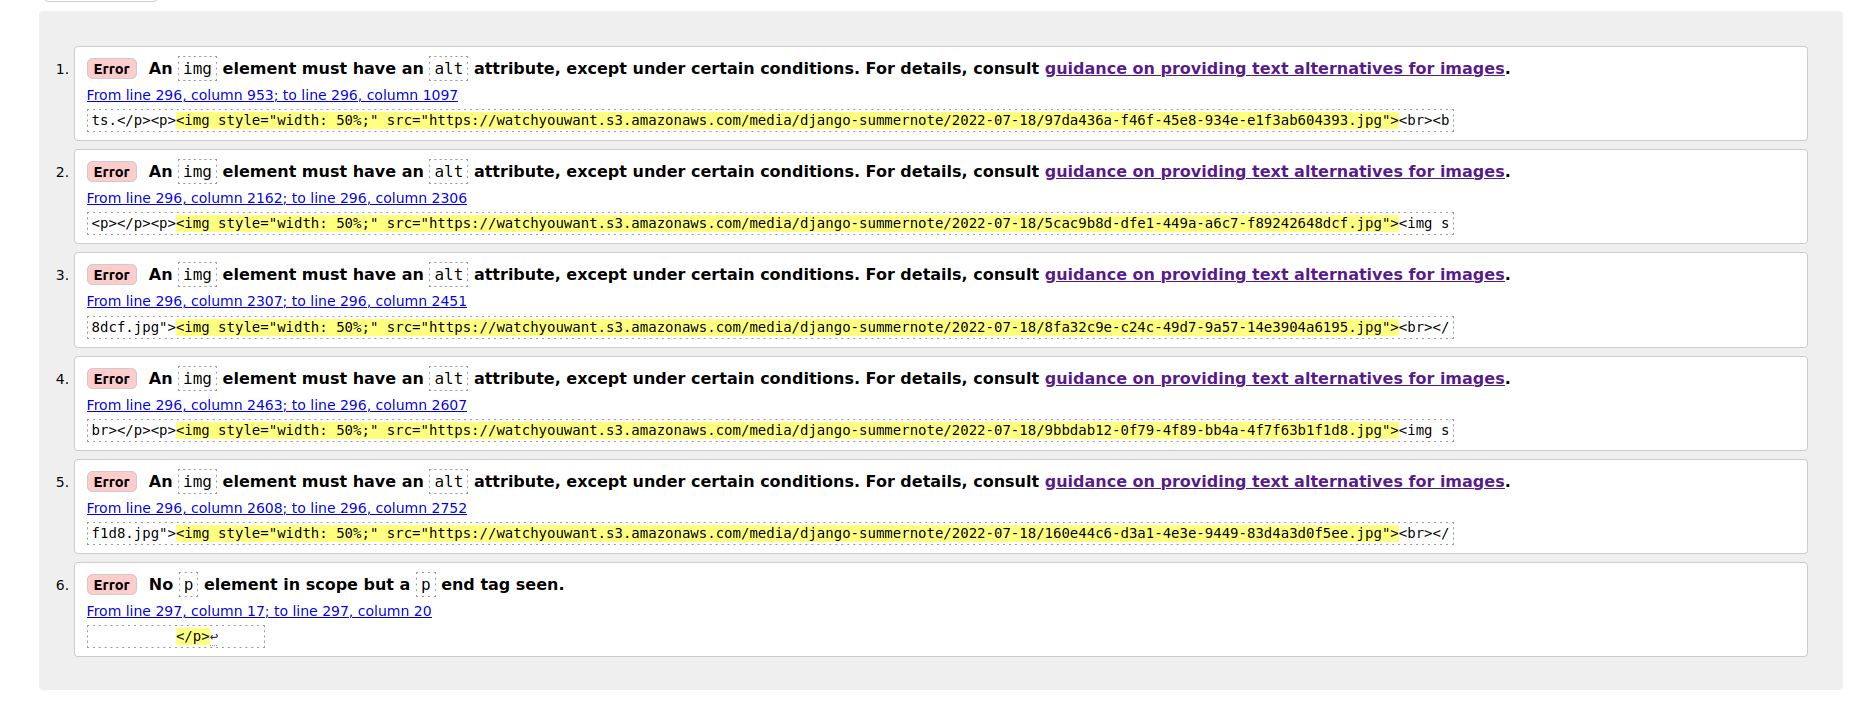 1. Error An img element must have an alt attribute, except under certain conditions. For details, consult guidance on providing text alternatives for images.
From line 296, column 953; to line 296, column 1097
ts.</p><p><img style="width: 50%;" src="https://watchyouwant.s3.amazonaws.com/media/django-summernote/2022-07-18/97da436a-f46f-45e8-934e-e1f3ab604393.jpg"><br><b
2. Error An img element must have an alt attribute, except under certain conditions. For details, consult guidance on providing text alternatives for images.
From line 296, column 2162; to line 296, column 2306
<p></p><p><img style="width: 50%;" src="https://watchyouwant.s3.amazonaws.com/media/django-summernote/2022-07-18/5cac9b8d-dfe1-449a-a6c7-f89242648dcf.jpg"><img s
3. Error An img element must have an alt attribute, except under certain conditions. For details, consult guidance on providing text alternatives for images.
From line 296, column 2307; to line 296, column 2451
8dcf.jpg"><img style="width: 50%;" src="https://watchyouwant.s3.amazonaws.com/media/django-summernote/2022-07-18/8fa32c9e-c24c-49d7-9a57-14e3904a6195.jpg"><br></
4. Error An img element must have an alt attribute, except under certain conditions. For details, consult guidance on providing text alternatives for images.
From line 296, column 2463; to line 296, column 2607
br></p><p><img style="width: 50%;" src="https://watchyouwant.s3.amazonaws.com/media/django-summernote/2022-07-18/9bbdab12-0f79-4f89-bb4a-4f7f63b1f1d8.jpg"><img s
5. Error An img element must have an alt attribute, except under certain conditions. For details, consult guidance on providing text alternatives for images.
From line 296, column 2608; to line 296, column 2752
f1d8.jpg"><img style="width: 50%;" src="https://watchyouwant.s3.amazonaws.com/media/django-summernote/2022-07-18/160e44c6-d3a1-4e3e-9449-83d4a3d0f5ee.jpg"><br></
6. Error No p element in scope but a p end tag seen.
From line 297, column 17; to line 297, column 20
</p>↩